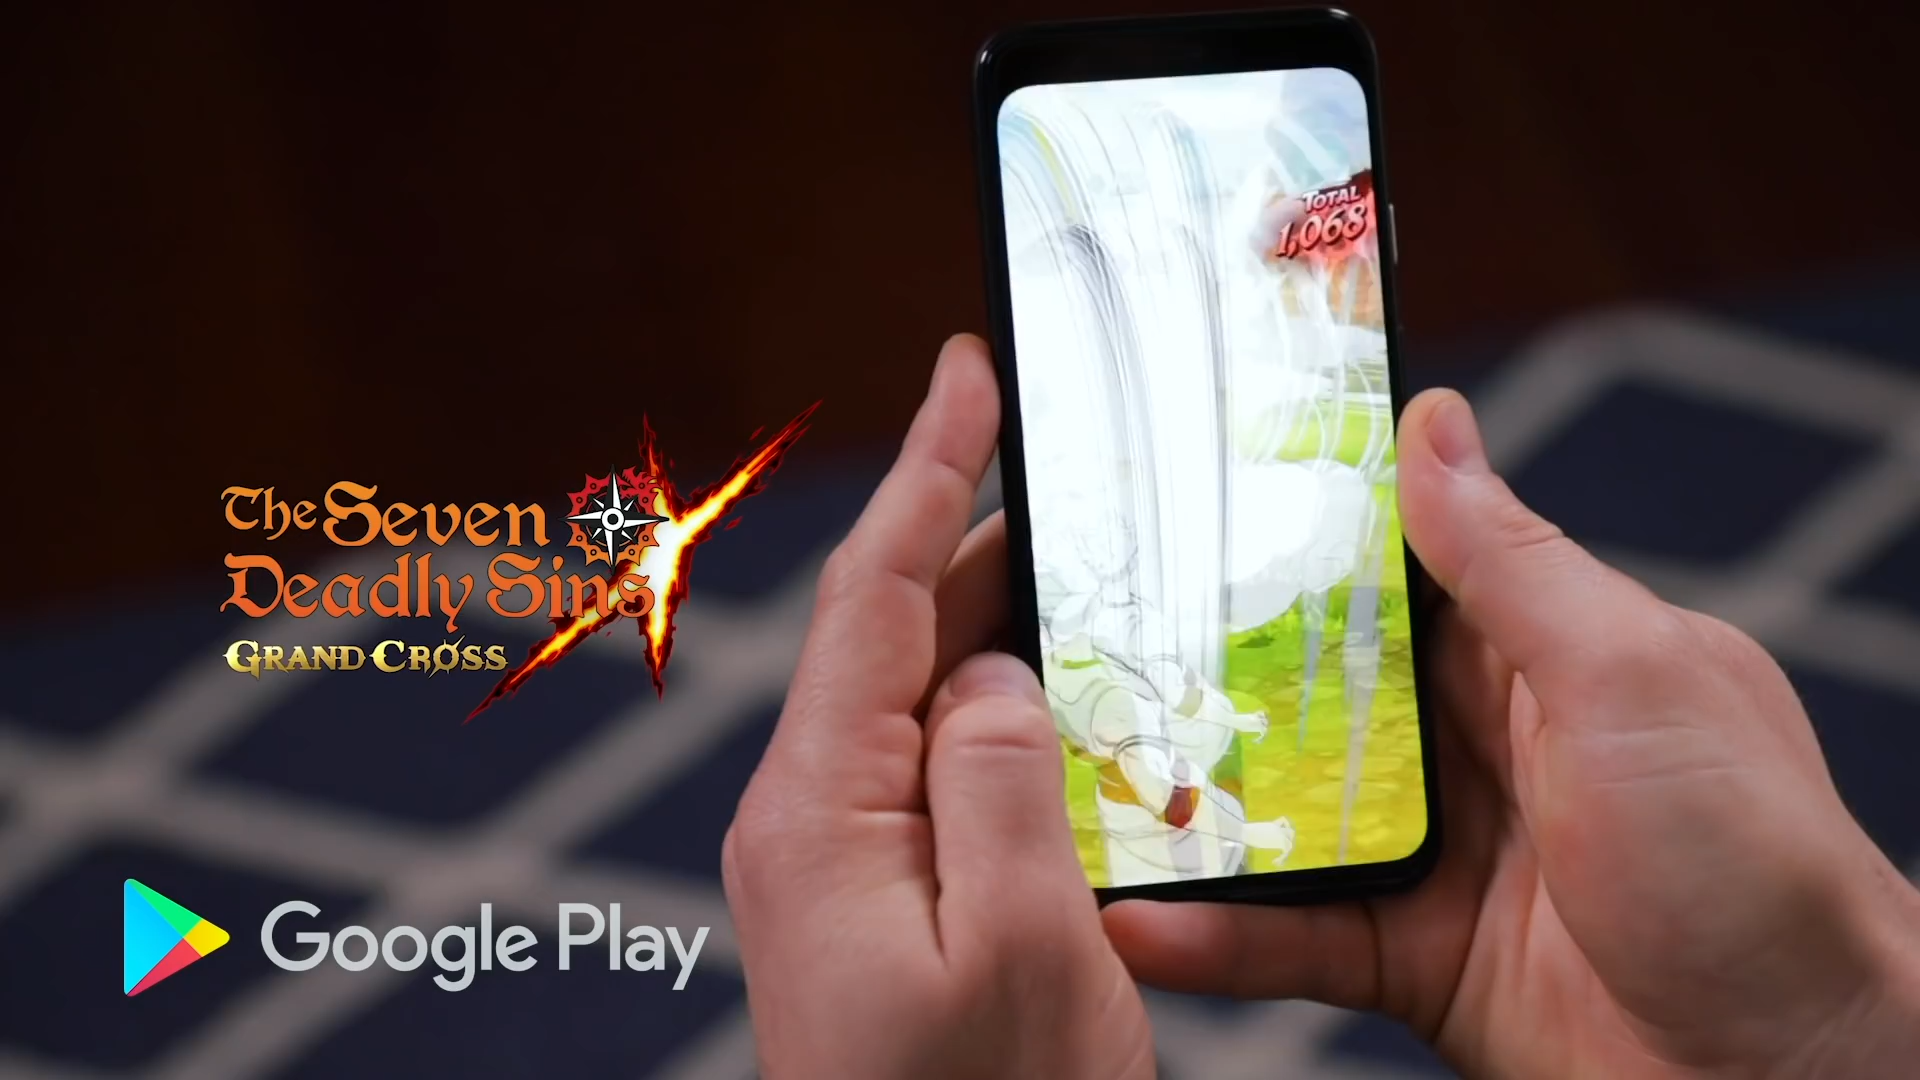 The Seven
Deadly Sins
GRAND CROSS
TOTAL
1,068
Google Play